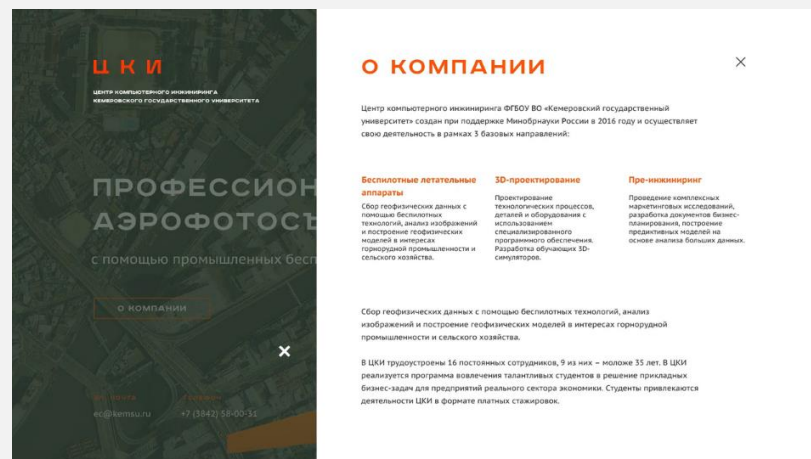 ЦКИ
ЦЕНТР КОМПЬЮТЕРНОГО ИНЖИНИРИНГА
КЕМЕРОВСКОГО ГОСУДАРСТВЕННОГО УНИВЕРСИТЕТА
ПРОФЕССИОН
АЭРОФОТОСЪ
с помощью промышленных бесп
О КОМПАНИИ
Эл. почта
Телефон
ec@kemsu.ru
+7 (3842) 58-00-31
О КОМПАНИИ
Центр компьютерного инжиниринга ФГБОУ ВО «Кемеровский государственный
университет» создан при поддержке Минобрнауки России в 2016 году и осуществляет
свою деятельность в рамках 3 базовых направлений:
Беспилотные летательные
аппараты
Сбор геофизических данных с
помощью беспилотных
технологий, анализ изображений
и построение геофизических
моделей в интересах
горнорудной промышленности и
сельского хозяйства.
3D-проектирование
Проектирование
технологических процессов,
деталей и оборудования с
использованием
специализированного
программного обеспечения.
Разработка обучающих 3D-
симуляторов.
Пре-инжиниринг
Проведение комплексных
маркетинговых исследований,
разработка документов бизнес-
планирования, построение
предиктивных моделей на
основе анализа больших данных.
Сбор геофизических данных с помощью беспилотных технологий, анализ
изображений и построение геофизических моделей в интересах горнорудной
промышленности и сельского хозяйства.
В ЦКИ трудоустроены 16 постоянных сотрудников, 9 из них – моложе 35 лет. В ЦКИ
реализуется программа вовлечения талантливых студентов в решение прикладных
бизнес-задач для предприятий реального сектора экономики. Студенты привлекаются
деятельности ЦКИ в формате платных стажировок.